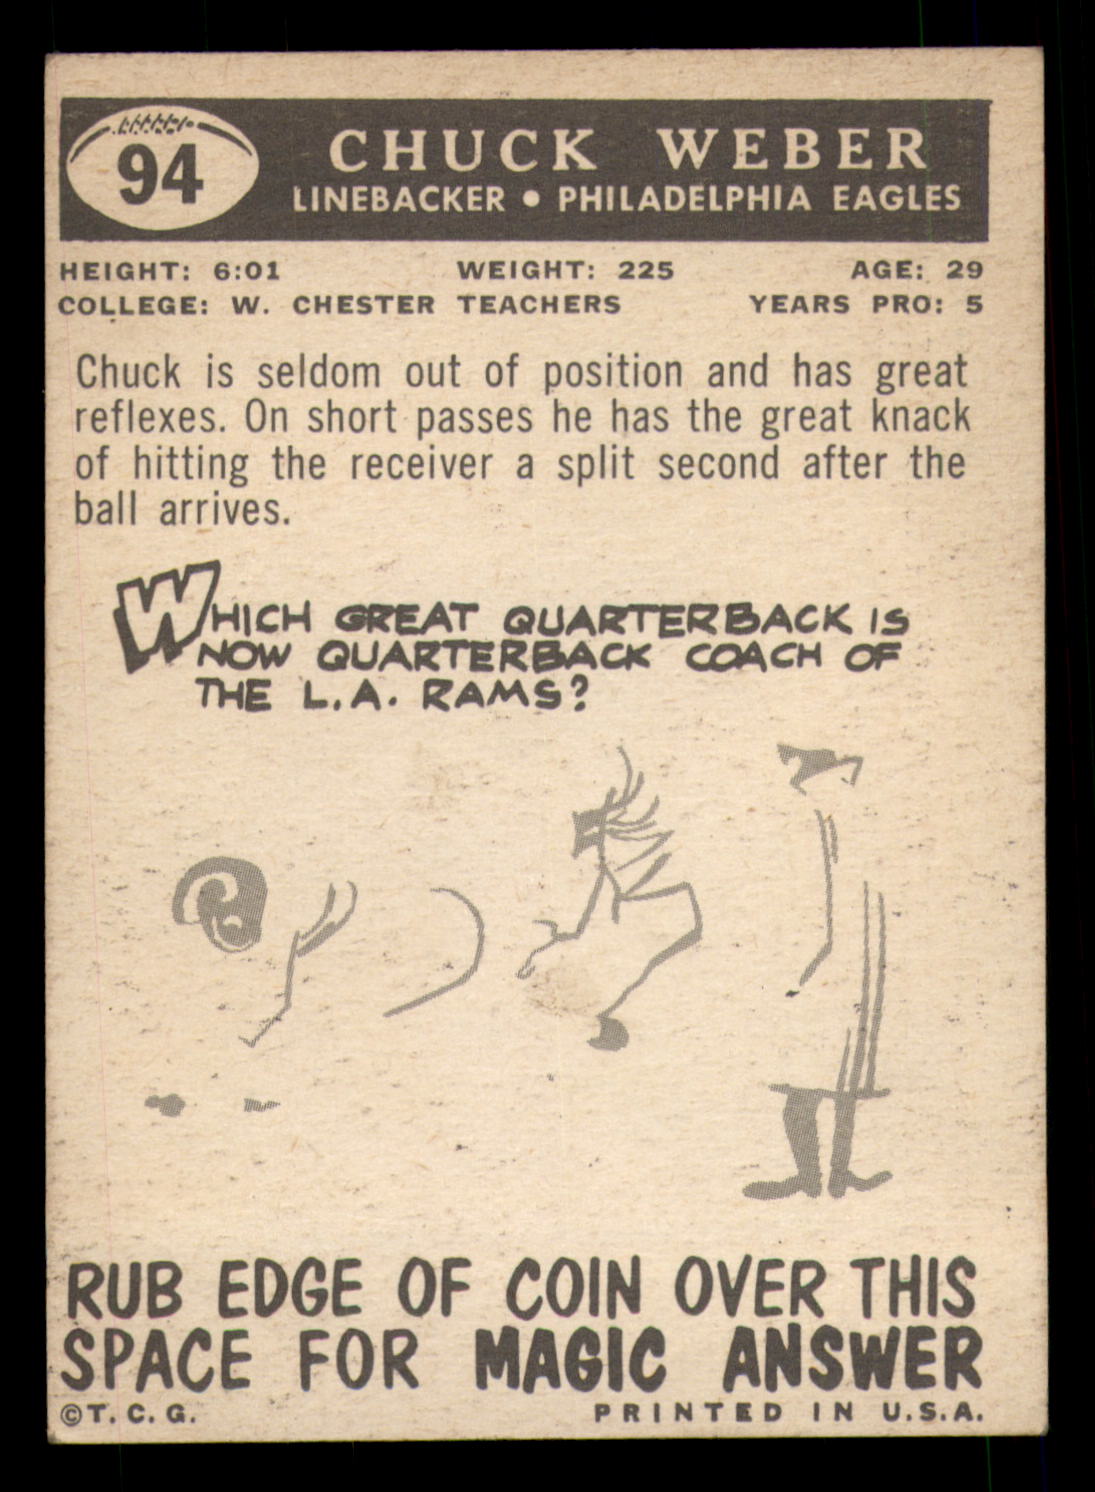 94
CHUCK WEBER
LINEBACKER • PHILADELPHIA EAGLES
HEIGHT: 6:01 WEIGHT: 225 AGE: 29
COLLEGE: W. CHESTER TEACHERS YEARS PRO: 5
Chuck is seldom out of position and has great
reflexes. On short passes he has the great knack
of hitting the receiver a split second after the
ball arrives.
WHICH GREAT QUARTERBACK IS
NOW QUARTERBACK COACH OF
THE L.A. RAMS?
RUB EDGE OF COIN OVER THIS
SPACE FOR MAGIC ANSWER
©T. C. G. PRINTED IN U.S.A.